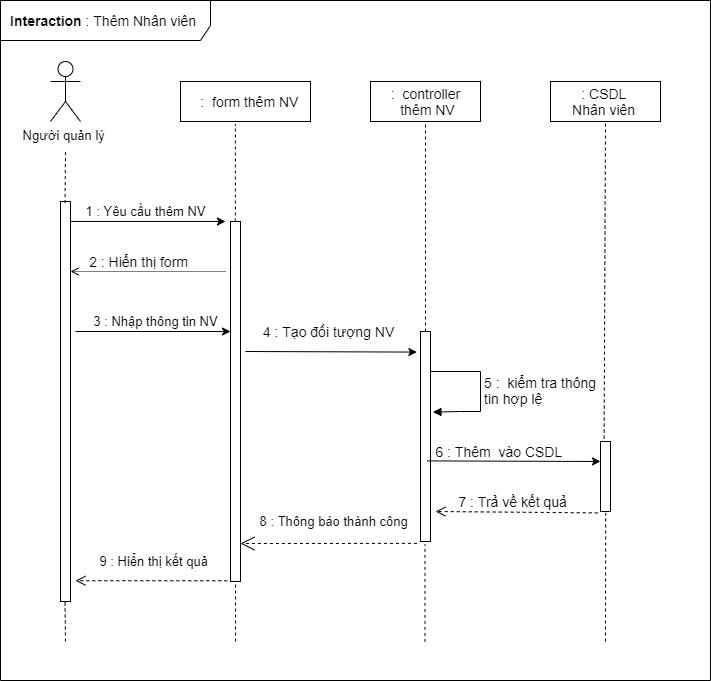 Interaction : Thêm Nhân viên
Người quản lý
: form thêm NV
: controller
thêm NV
: CSDL
Nhân viên
1 : Yêu cầu thêm NV
2 : Hiển thị form
3 : Nhập thông tin NV
4 : Tạo đối tượng NV
5 : kiểm tra thông
tin hợp lệ
6 : Thêm vào CSDL
7 : Trả về kết quả
8 : Thông báo thành công
9 : Hiển thị kết quả